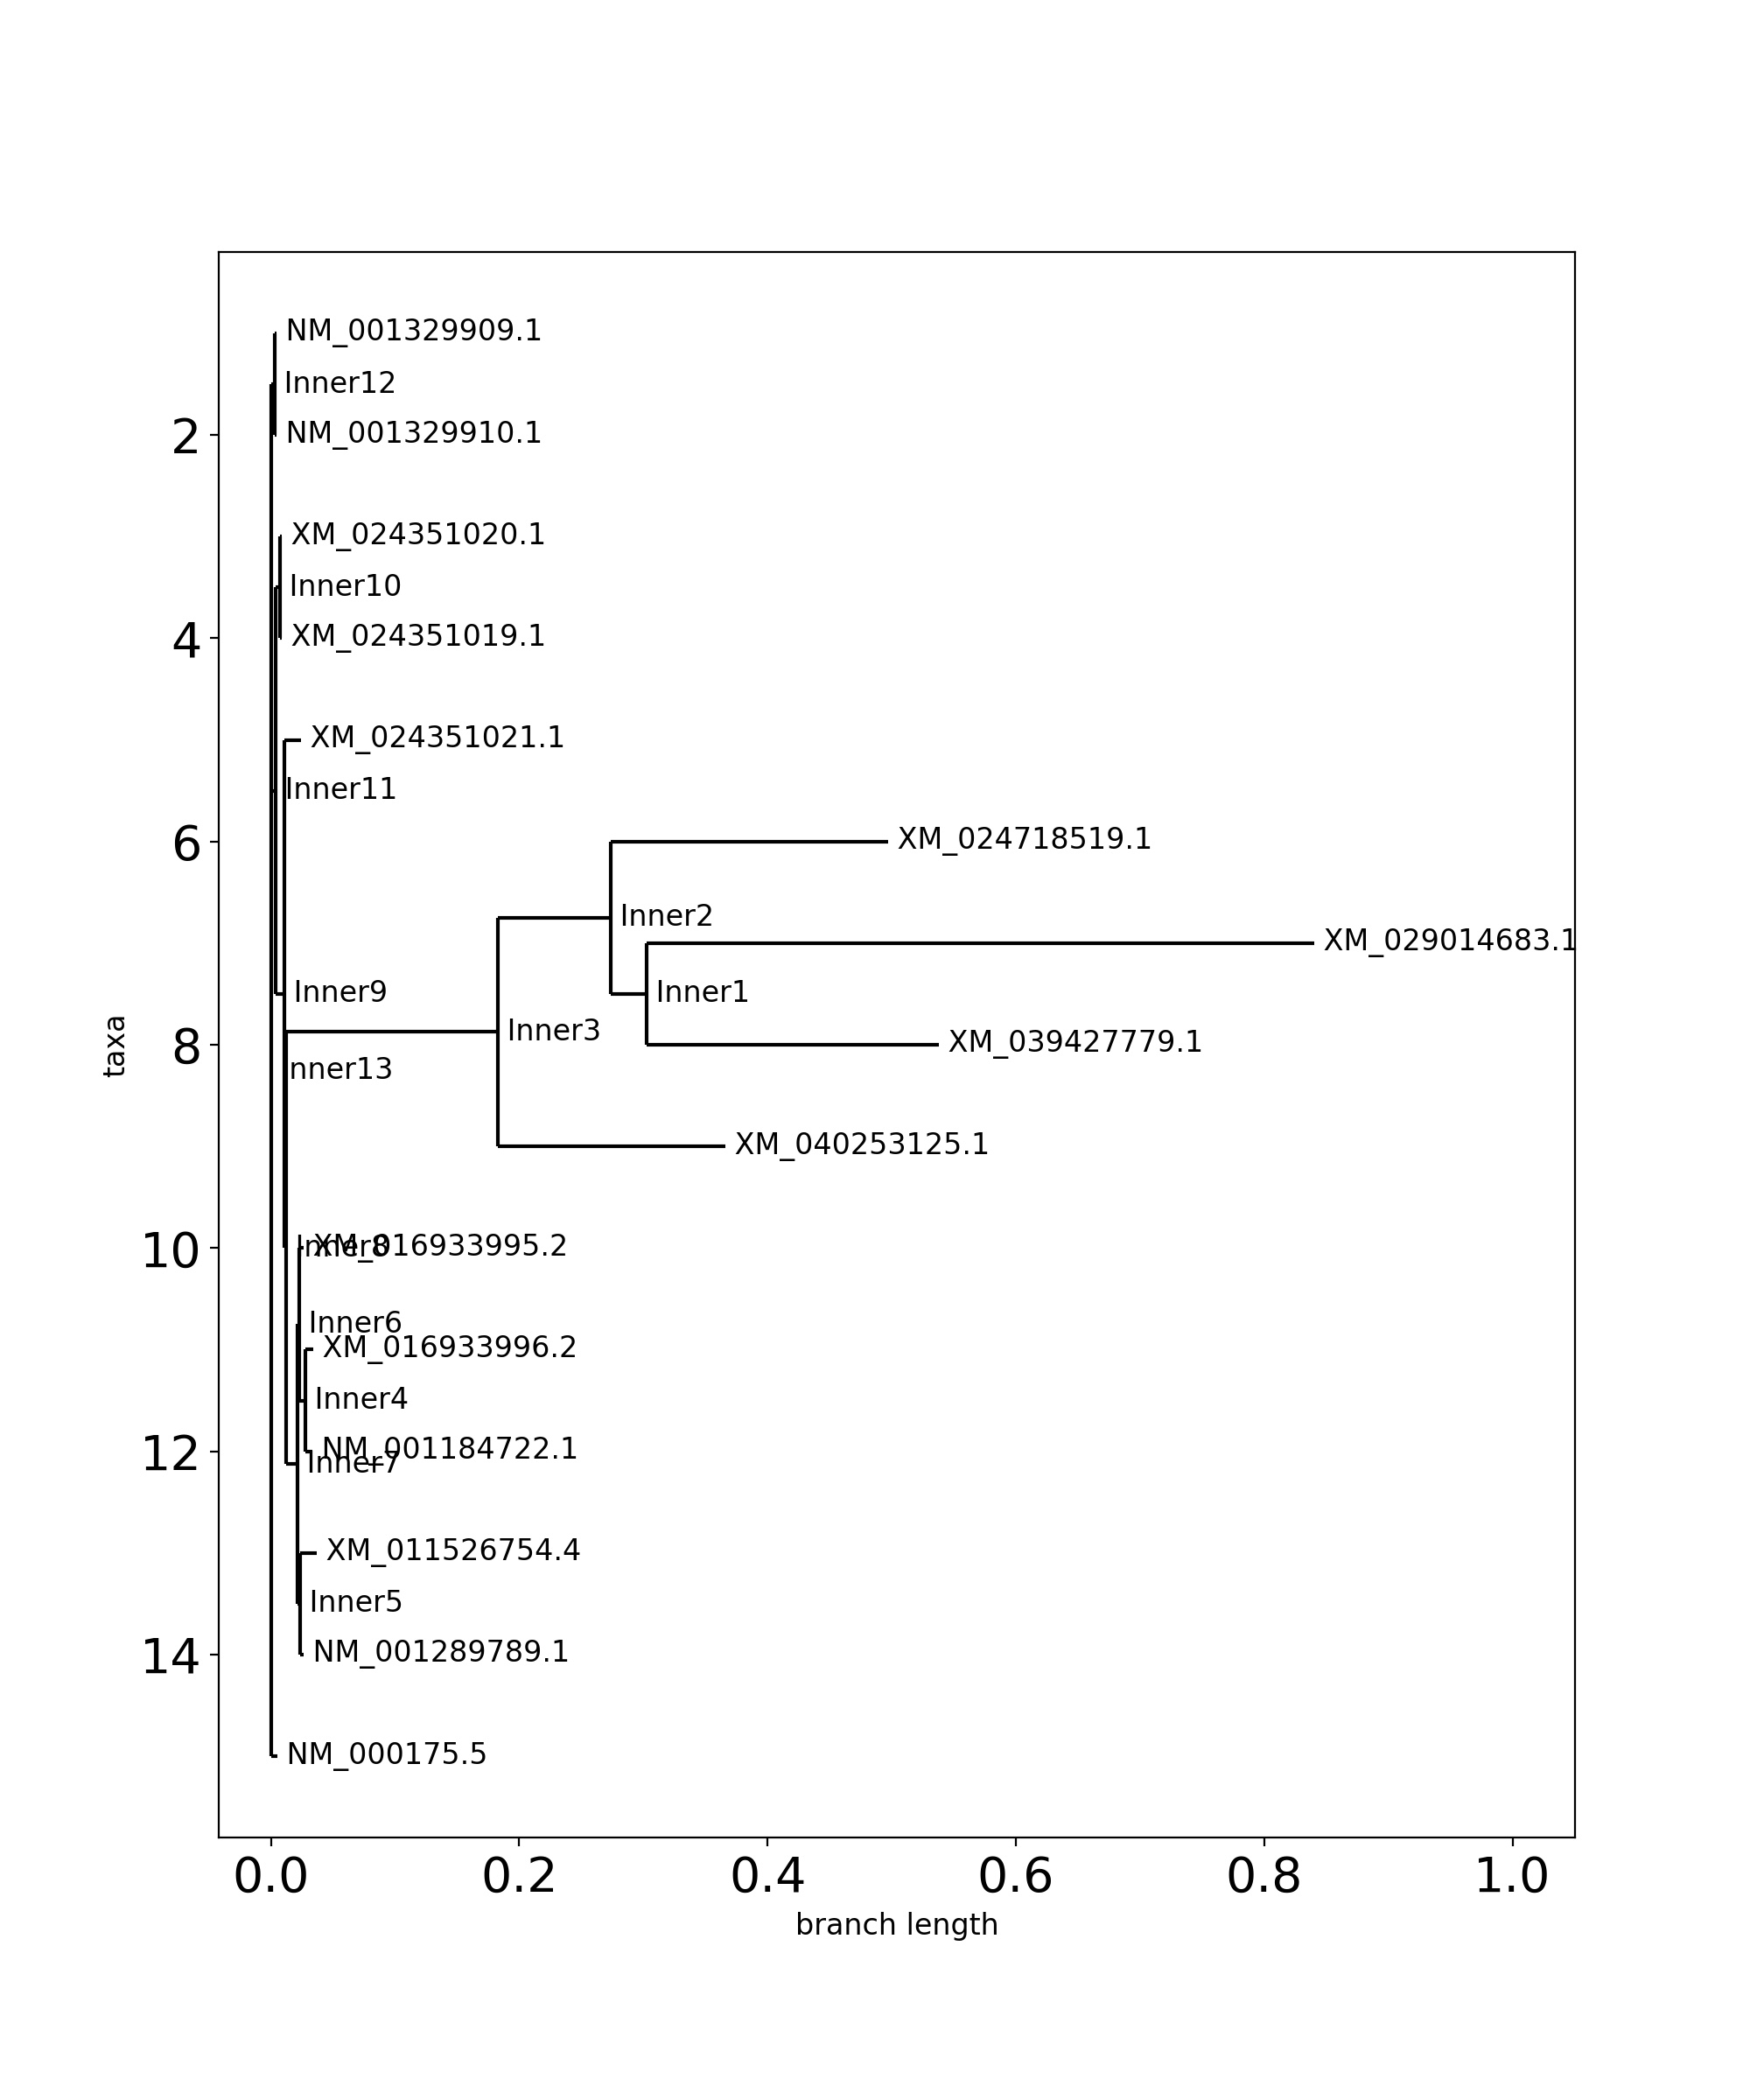 NM_001329909.1
Inner12
2
NM_001329910.1
XM_024351020.1
Inner10
4
XM_024351019.1
XM_024351021.1
Inner11
6
XM_024718519.1
Inner2
XM_029014683.1
Inner9
Inner1
taxa
8
Inner3
XM_039427779.1
nner13
XM_040253125.1
10
Inner8
XM_016933995.2
Inner6
XM_016933996.2
Inner4
12
NM_001184722.1
Inner7
XM_011526754.4
Inner5
14
NM_001289789.1
NM_000175.5
0.0 0.2 0.4 0.6 0.8 1.0
branch length